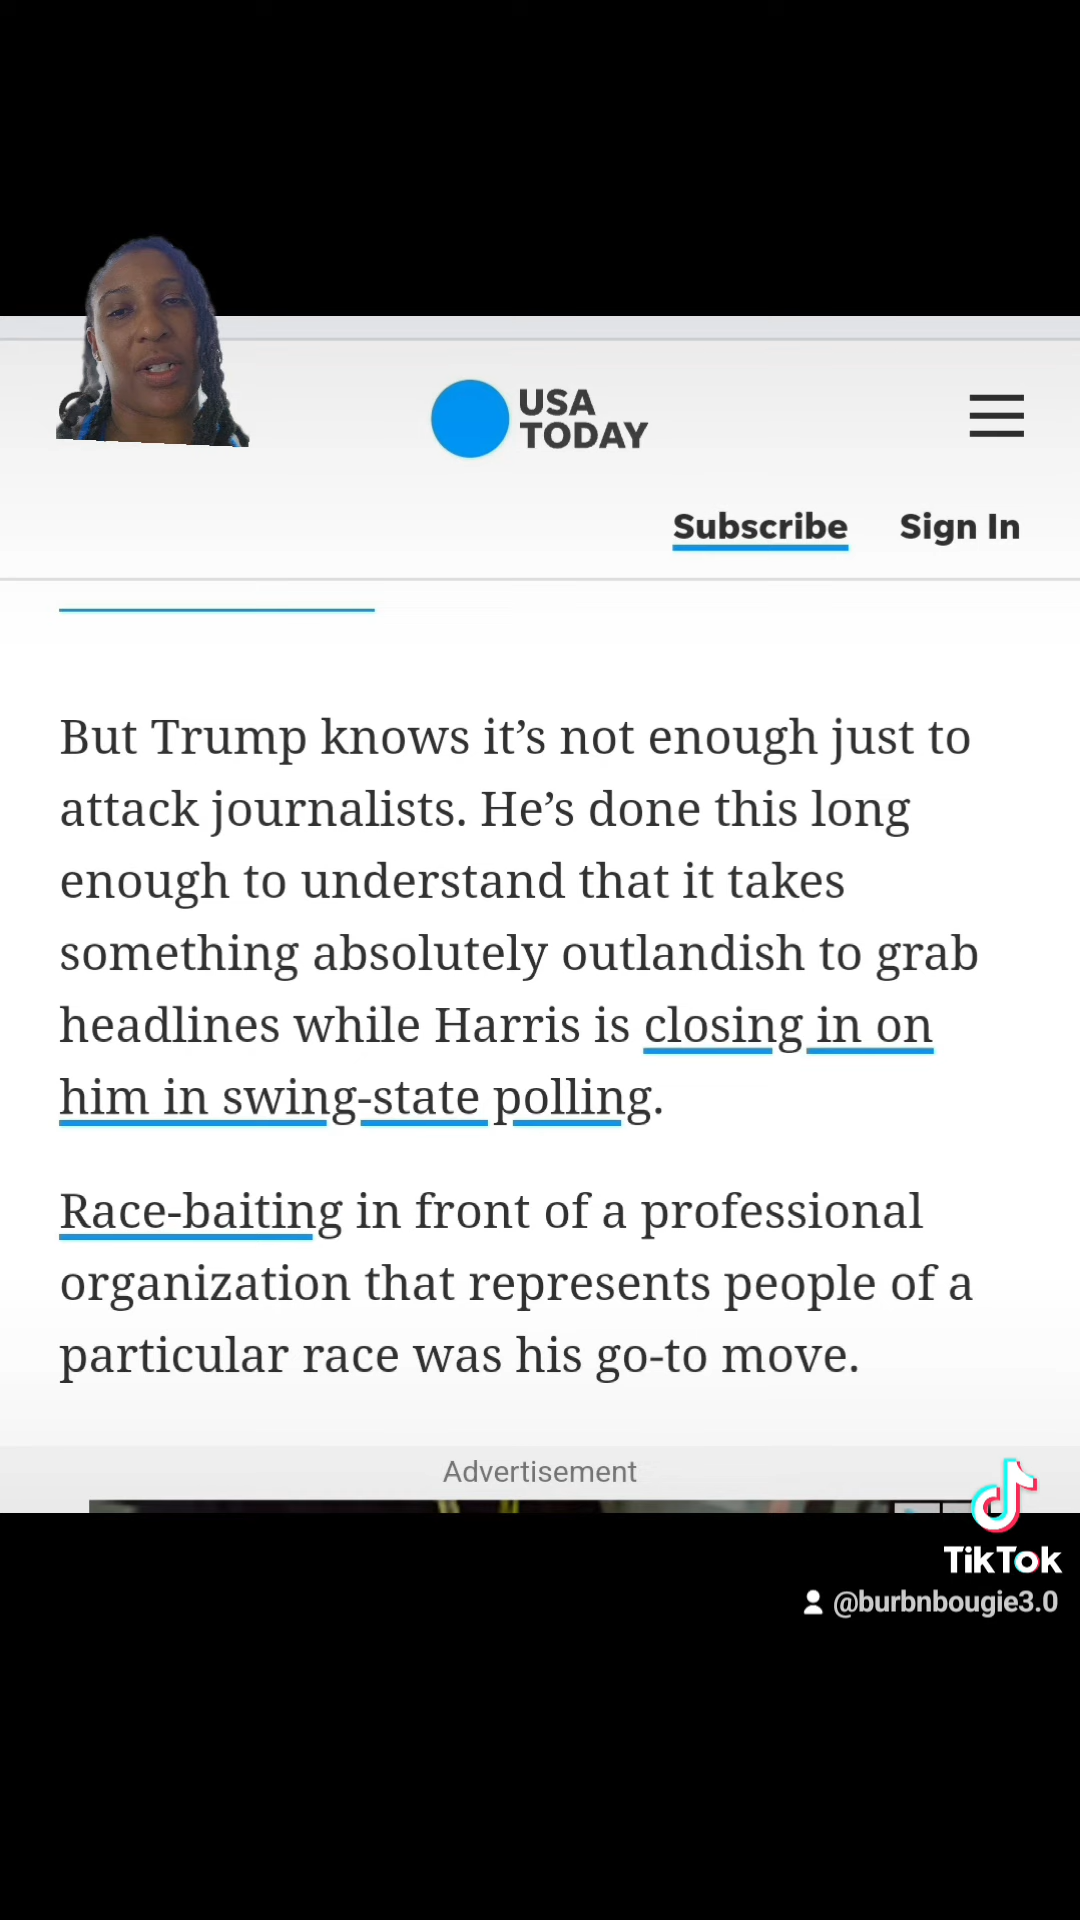 USA
TODAY
Subscribe Sign In
But Trump knows it’s not enough just to
attack journalists. He’s done this long
enough to understand that it takes
something absolutely outlandish to grab
headlines while Harris is closing in on
him in swing-state polling.
Race-baiting in front of a professional
organization that represents people of a
particular race was his go-to move.
Advertisement
TikTok
@burbnbougie3.0